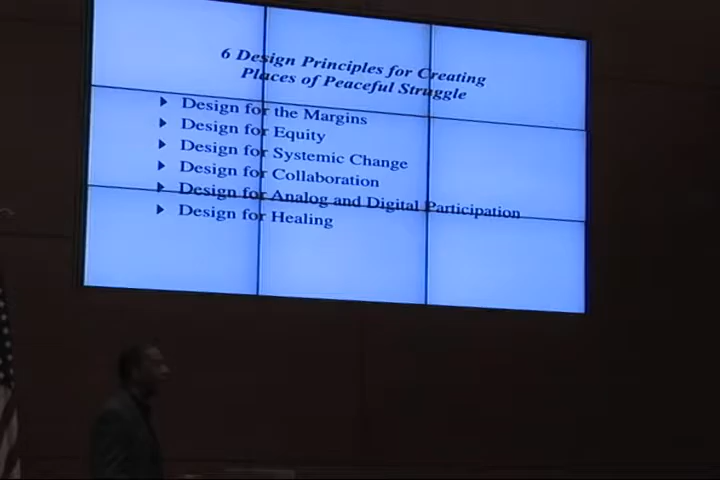 6 Design Principles for Creating
Places of Peaceful Struggle
Design for the Margins
Design for Equity
Design for Systemic Change
Design for Collaboration
Design for Analog and Digital Participation
Design for Healing